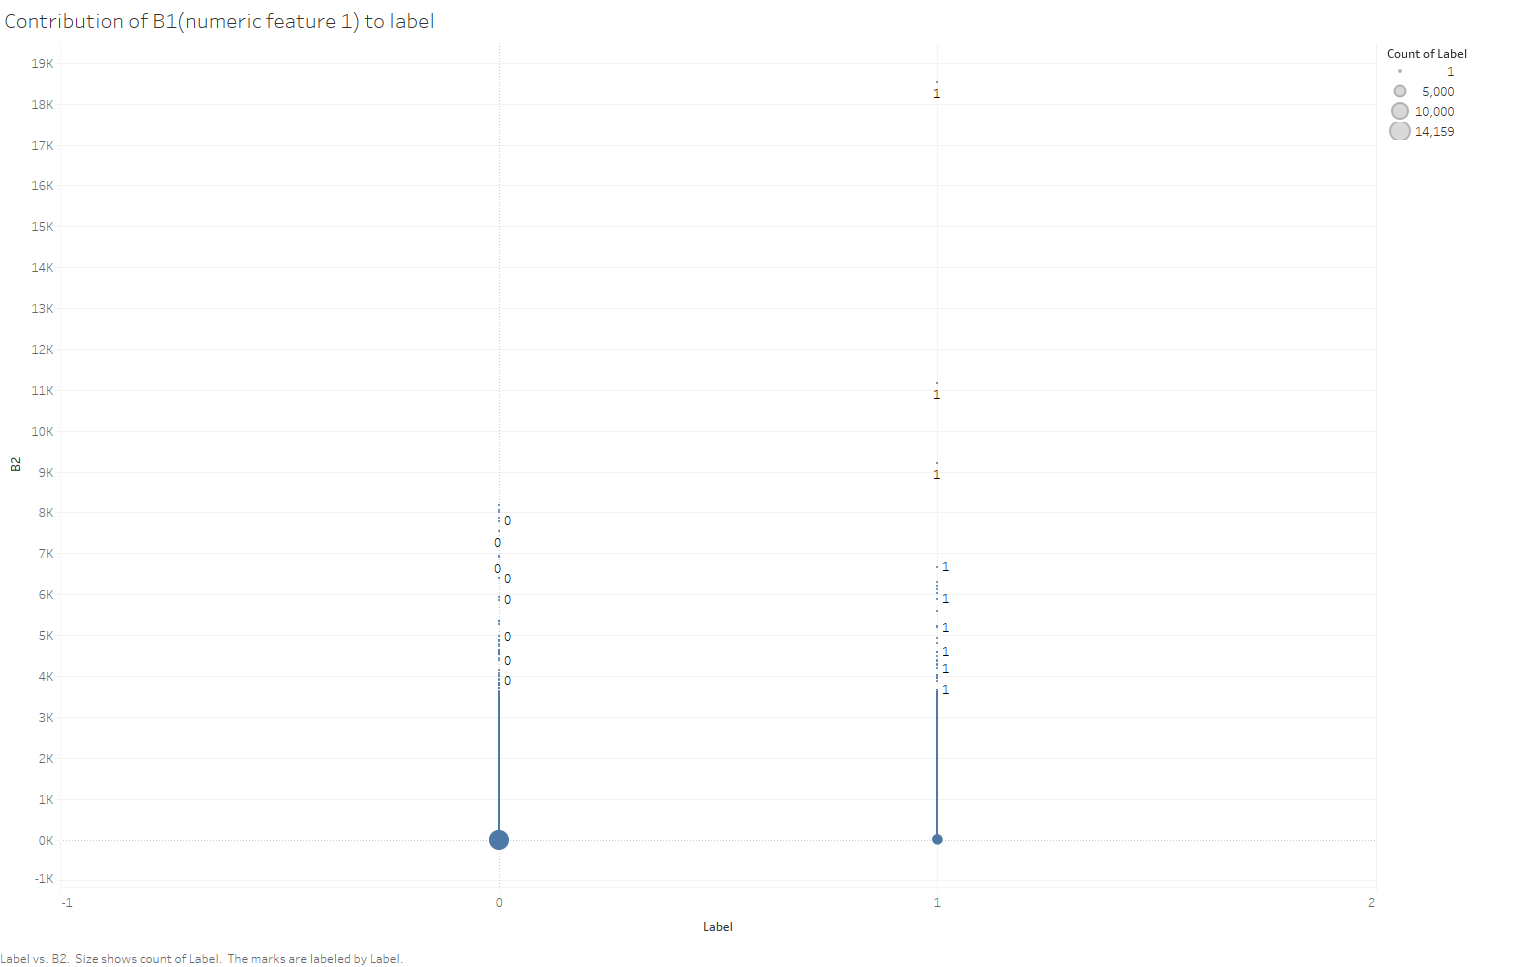 Contribution of B1(numeric feature 1) to label
19K
18K
17K
16K
15K
14K
13K
12K
11K
10K
9K
8K
7K
6K
5K
4K
3K
2K
1K
0K
-1K
B2
1
1
1
0
0
0
0
0
0
0
0
1
1
1
1
1
1
-1
0
1
2
Label
Count of Label
1
5,000
10,000
14,159
Label vs. B2.  Size shows count of Label.  The marks are labeled by Label.